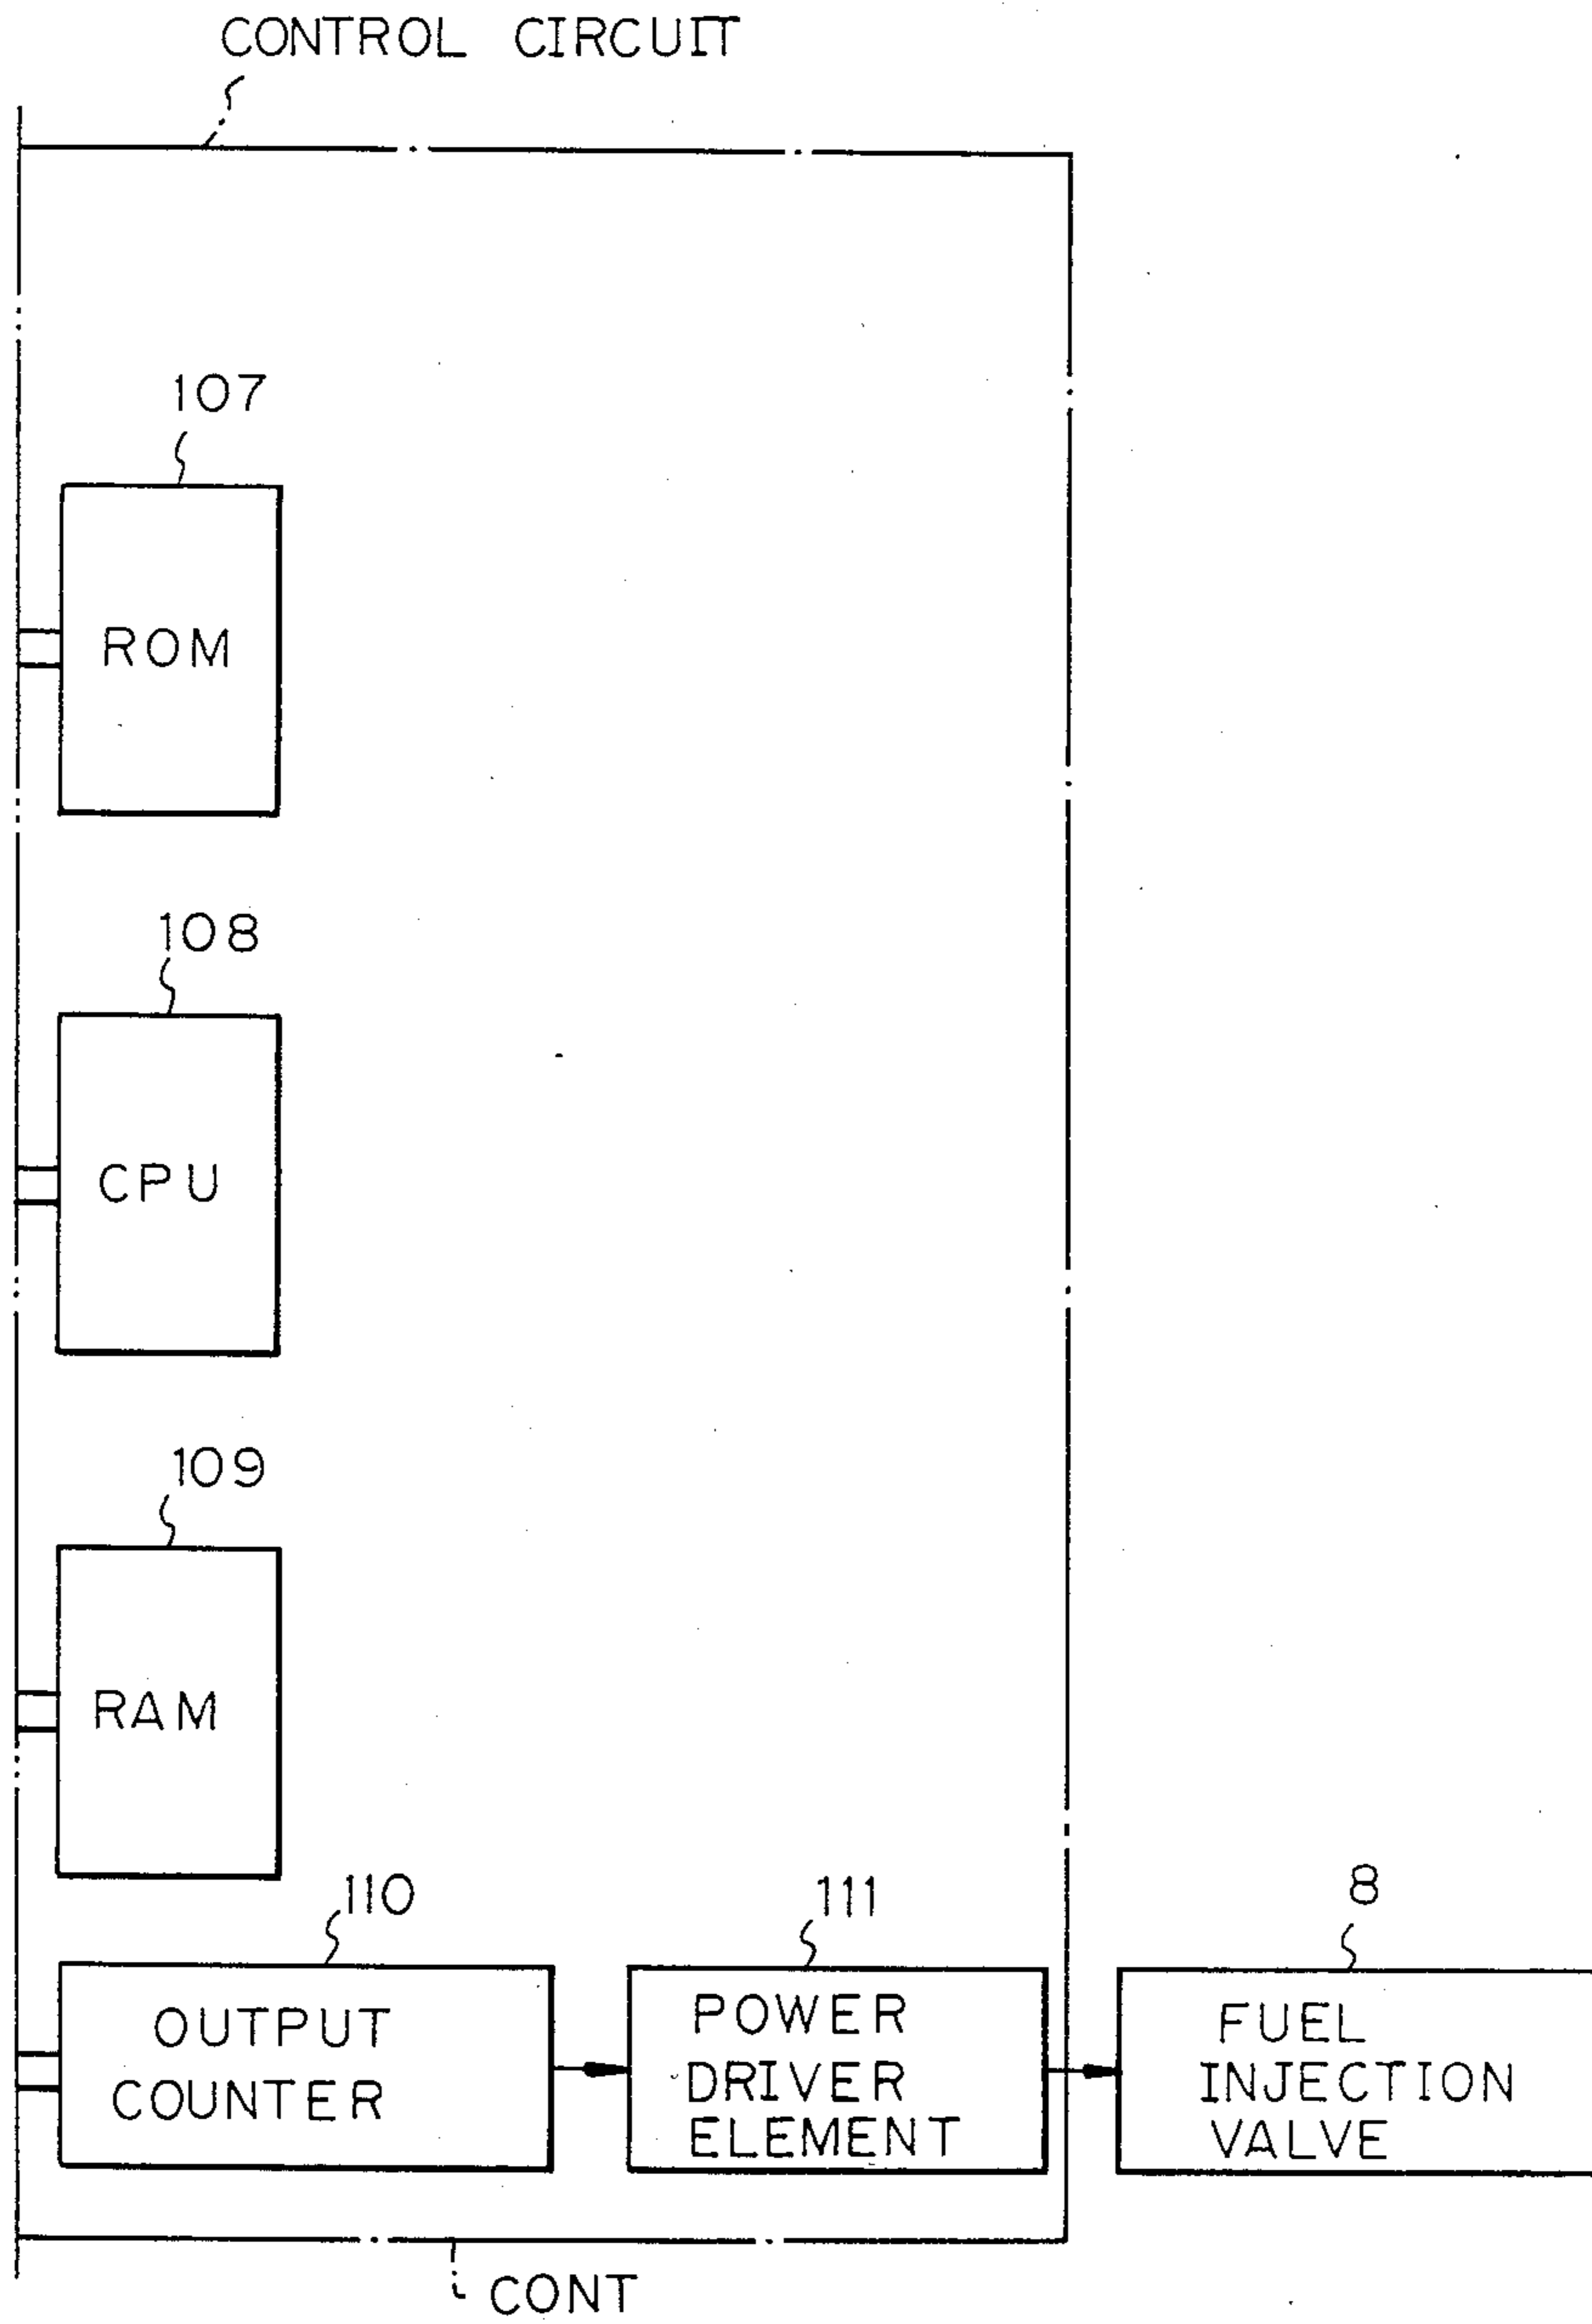 CONTROL CIRCUIT
107
ROM
108
CPU
109
RAM
110
OUTPUT
COUNTER
111
POWER
DRIVER
ELEMENT
8
FUEL
INJECTION
VALVE
CONT